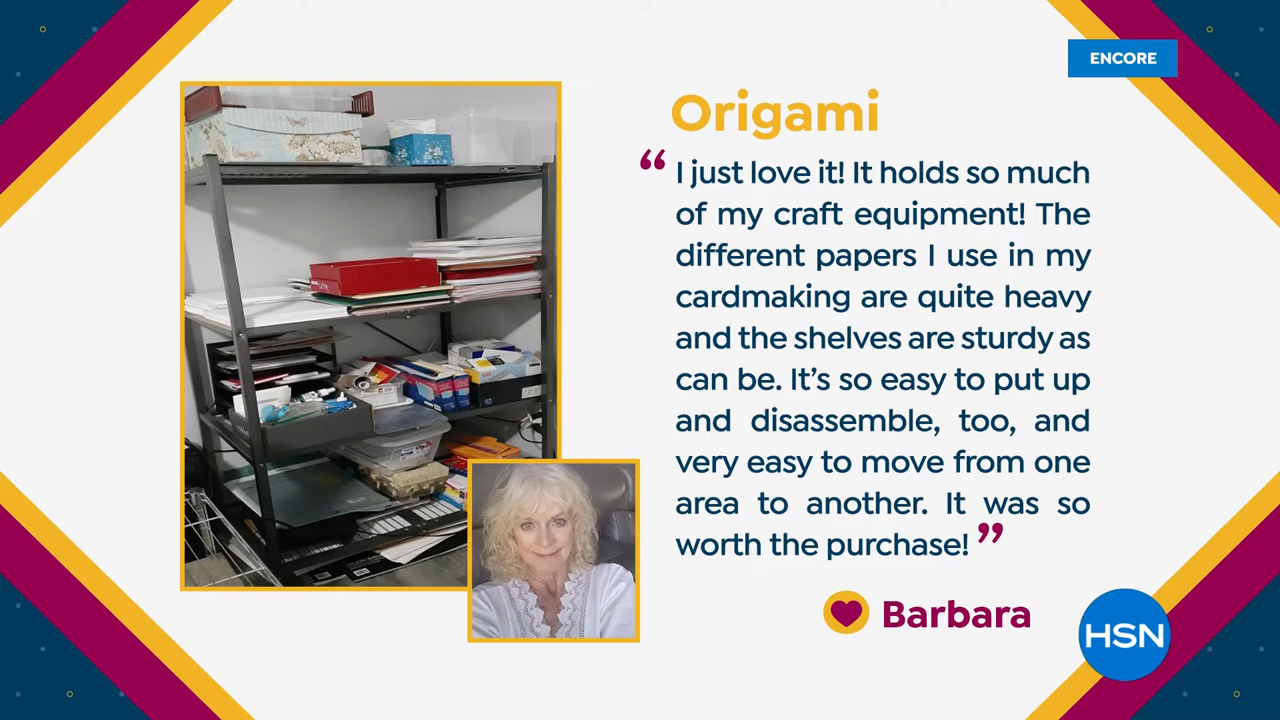 ENCORE
Origami
“ I just love it! It holds so much
of my craft equipment! The
different papers I use in my
cardmaking are quite heavy
and the shelves are sturdy as
can be. It’s so easy to put up
and disassemble, too, and
very easy to move from one
area to another. It was so
worth the purchase! ”
Barbara
HSN